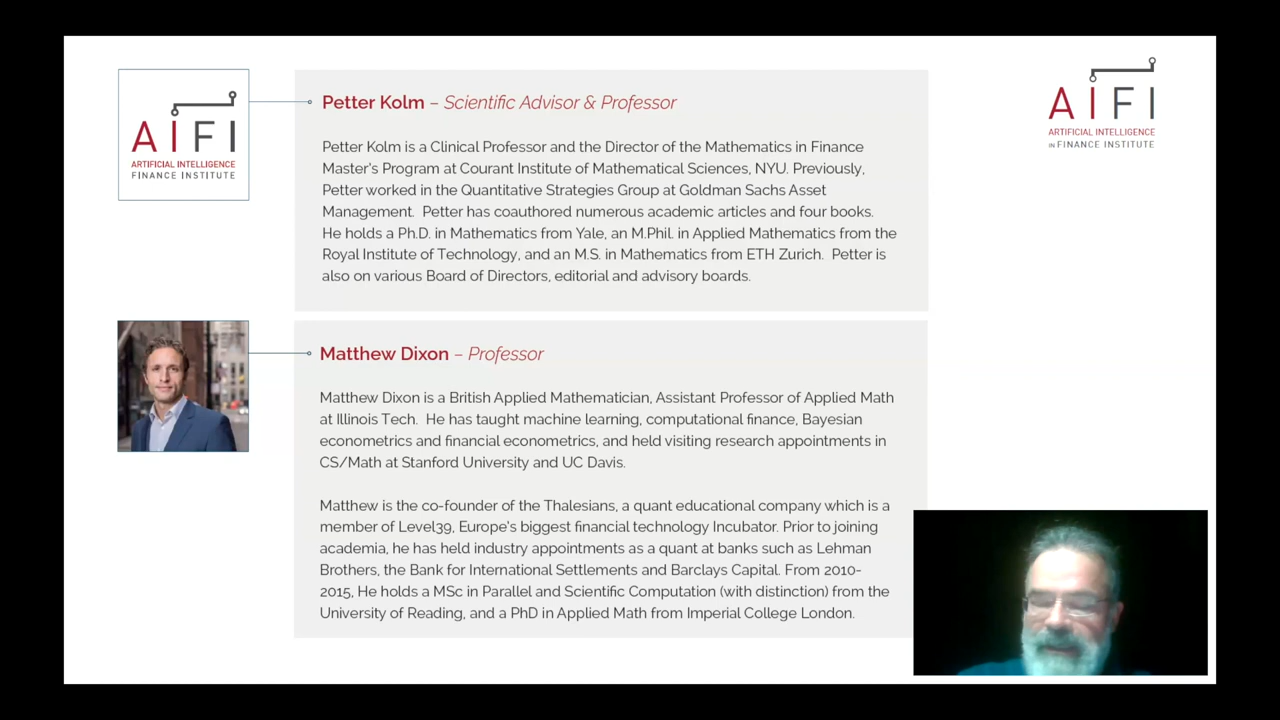 AIFI
ARTIFICIAL INTELLIGENCE
FINANCE INSTITUTE
Petter Kolm – Scientific Advisor & Professor
Petter Kolm is a Clinical Professor and the Director of the Mathematics in Finance
Master's Program at Courant Institute of Mathematical Sciences, NYU. Previously,
Petter worked in the Quantitative Strategies Group at Goldman Sachs Asset
Management. Petter has coauthored numerous academic articles and four books.
He holds a Ph.D. in Mathematics from Yale, an M.Phil. in Applied Mathematics from the
Royal Institute of Technology, and an M.S. in Mathematics from ETH Zurich. Petter is
also on various Board of Directors, editorial and advisory boards.
AIFI
ARTIFICIAL INTELLIGENCE
IN FINANCE INSTITUTE
Matthew Dixon – Professor
Matthew Dixon is a British Applied Mathematician, Assistant Professor of Applied Math
at Illinois Tech. He has taught machine learning, computational finance, Bayesian
econometrics and financial econometrics, and held visiting research appointments in
CS/Math at Stanford University and UC Davis.
Matthew is the co-founder of the Thalesians, a quant educational company which is a
member of Level39, Europe's biggest financial technology Incubator. Prior to joining
academia, he has held industry appointments as a quant at banks such as Lehman
Brothers, the Bank for International Settlements and Barclays Capital. From 2010-
2015, He holds a MSc in Parallel and Scientific Computation (with distinction) from the
University of Reading, and a PhD in Applied Math from Imperial College London.